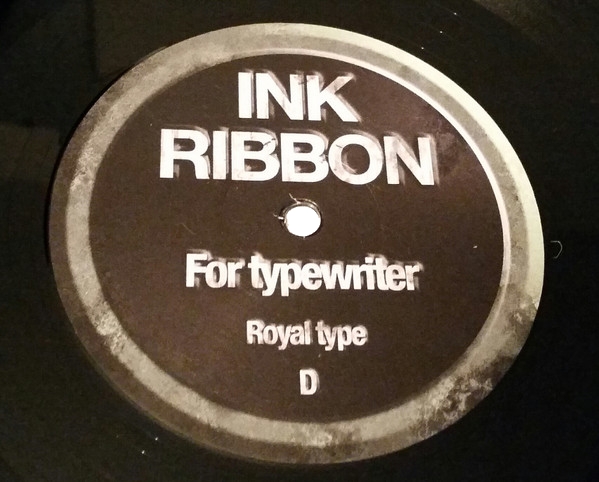 INK
RIBBON
For typewriter
Royal type
D